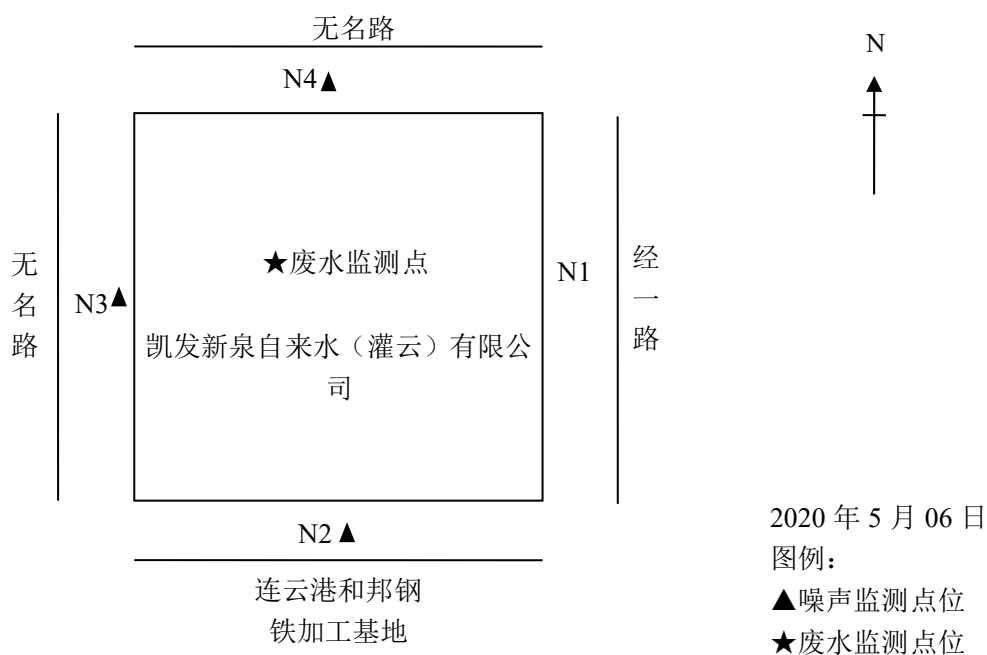 无名路
N
N4▲
无名路
N3▲
★废水监测点
凯发新泉自来水（灌云）有限公
司
N1
经一路
N2▲
连云港和邦钢
铁加工基地
2020 年 5 月 06 日
图例：
▲噪声监测点位
★废水监测点位